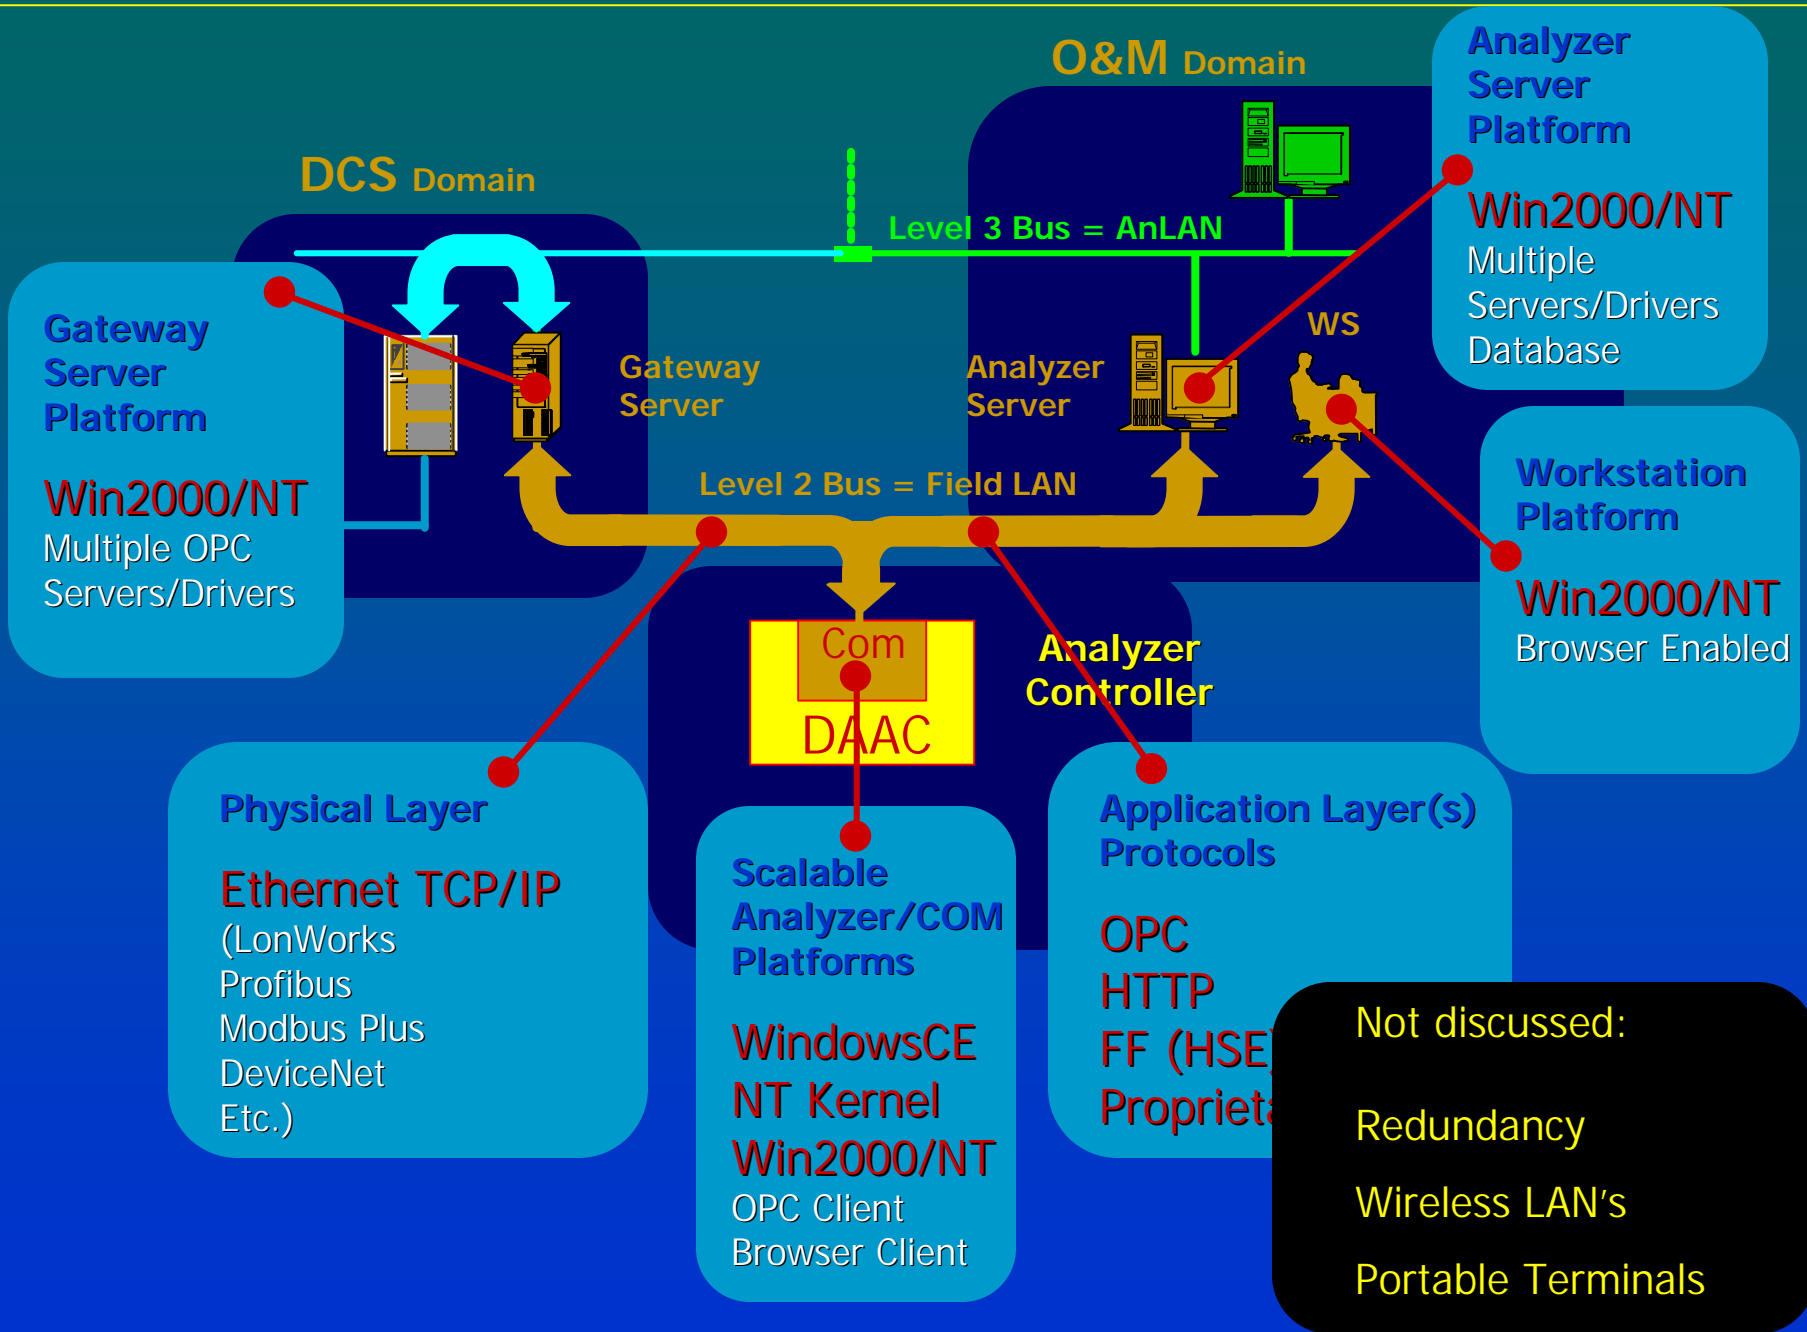 O&M Domain
DCS Domain
Level 3 Bus = AnLAN
Analyzer
Server
Platform
Win2000/NT
Multiple
Servers/Drivers
Database
Gateway
Server
Platform
Win2000/NT
Multiple OPC
Servers/Drivers
Gateway
Server
Analyzer
Server
WS
Level 2 Bus = Field LAN
Workstation
Platform
Win2000/NT
Browser Enabled
Com
DAAC
Analyzer
Controller
Physical Layer
Ethernet TCP/IP
(LonWorks
Profibus
Modbus Plus
DeviceNet
Etc.)
Scalable
Analyzer/COM
Platforms
WindowsCE
NT Kernel
Win2000/NT
OPC Client
Browser Client
Application Layer(s)
Protocols
OPC
HTTP
FF (HSE)
Not discussed:
Redundancy
Wireless LAN's
Portable Terminals